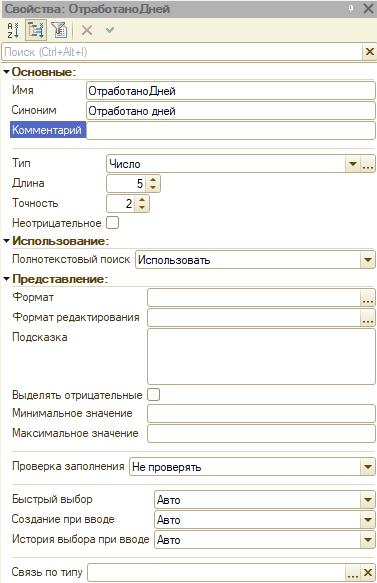 Свойства: ОтработаноДней
Поиск (Ctrl+Alt+I)
Основные:
Имя ОтработаноДней
Синоним Отработано дней
Комментарий
Тип Число
Длина 5
Точность 2
Неотрицательное
Использование:
Полнотекстовый поиск Использовать
Представление:
Формат
Формат редактирования
Подсказка
Выделять отрицательные
Минимальное значение
Максимальное значение
Проверка заполнения Не проверять
Быстрый выбор Авто
Создание при вводе Авто
История выбора при вводе Авто
Связь по типу